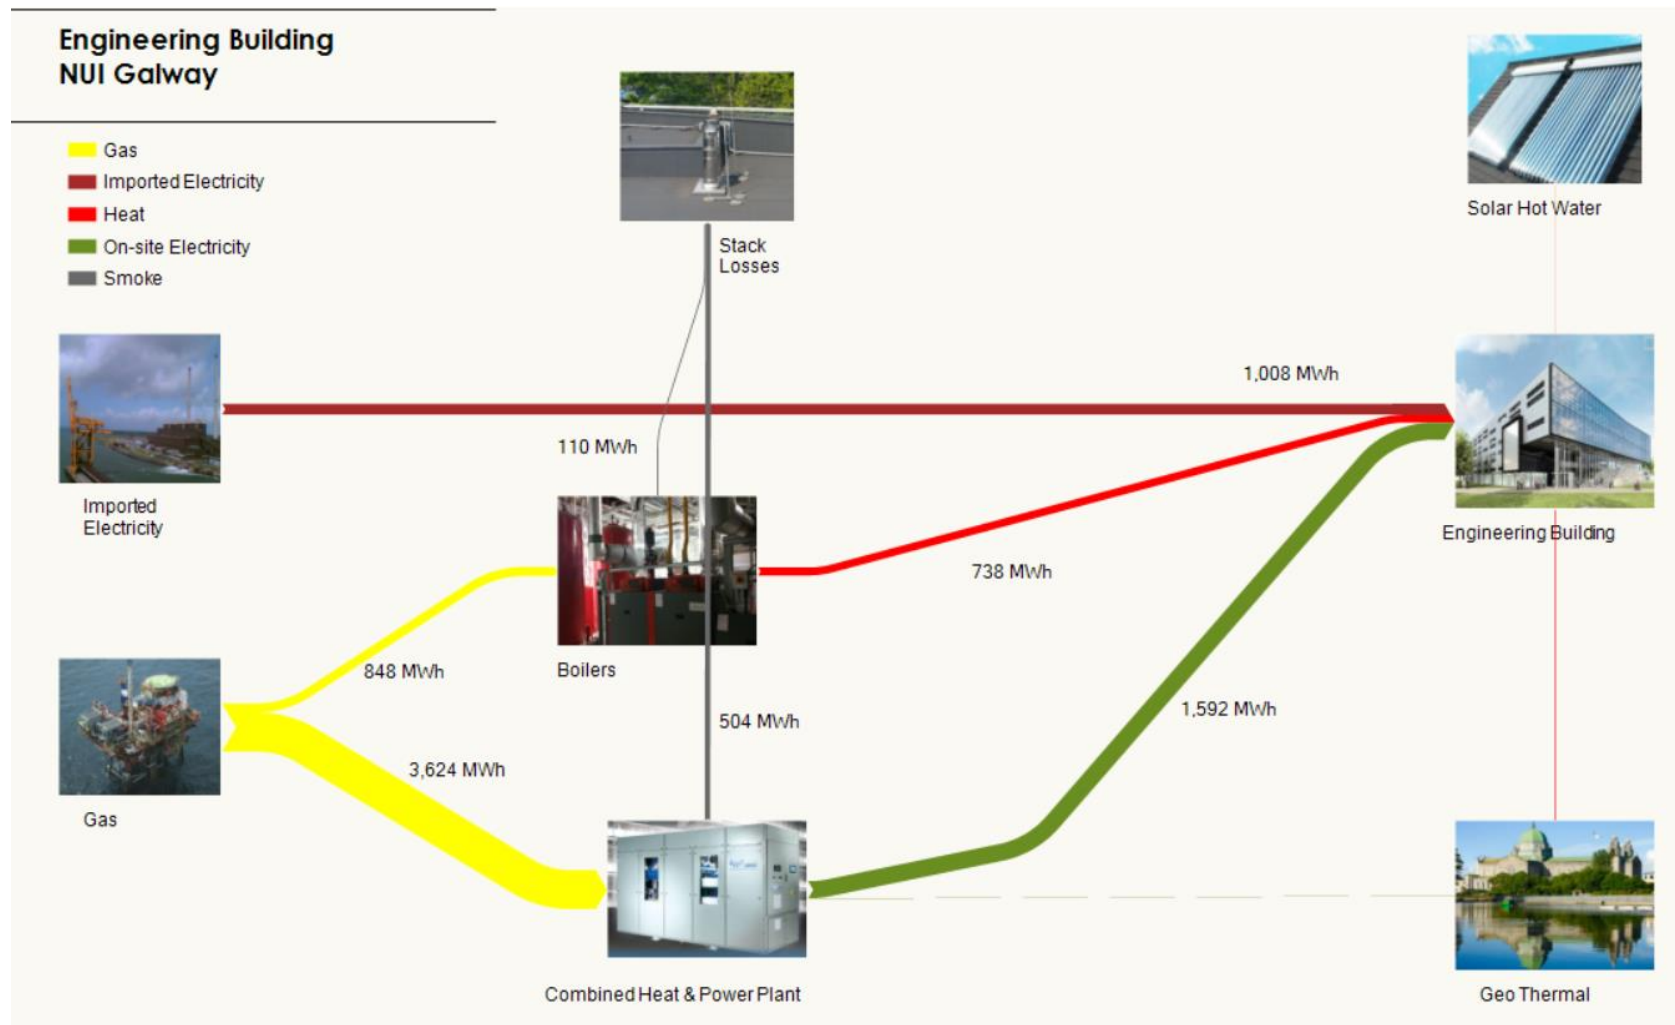 Engineering Building
NUI Galway
Gas
Imported Electricity
Heat
On-site Electricity
Smoke
Stack
Losses
Solar Hot Water
1,008 MWh
110 MWh
Imported
Electricity
Engineering Building
738 MWh
848 MWh
Boilers
1,592 MWh
504 MWh
3,624 MWh
Gas
Combined Heat & Power Plant
Geo Thermal